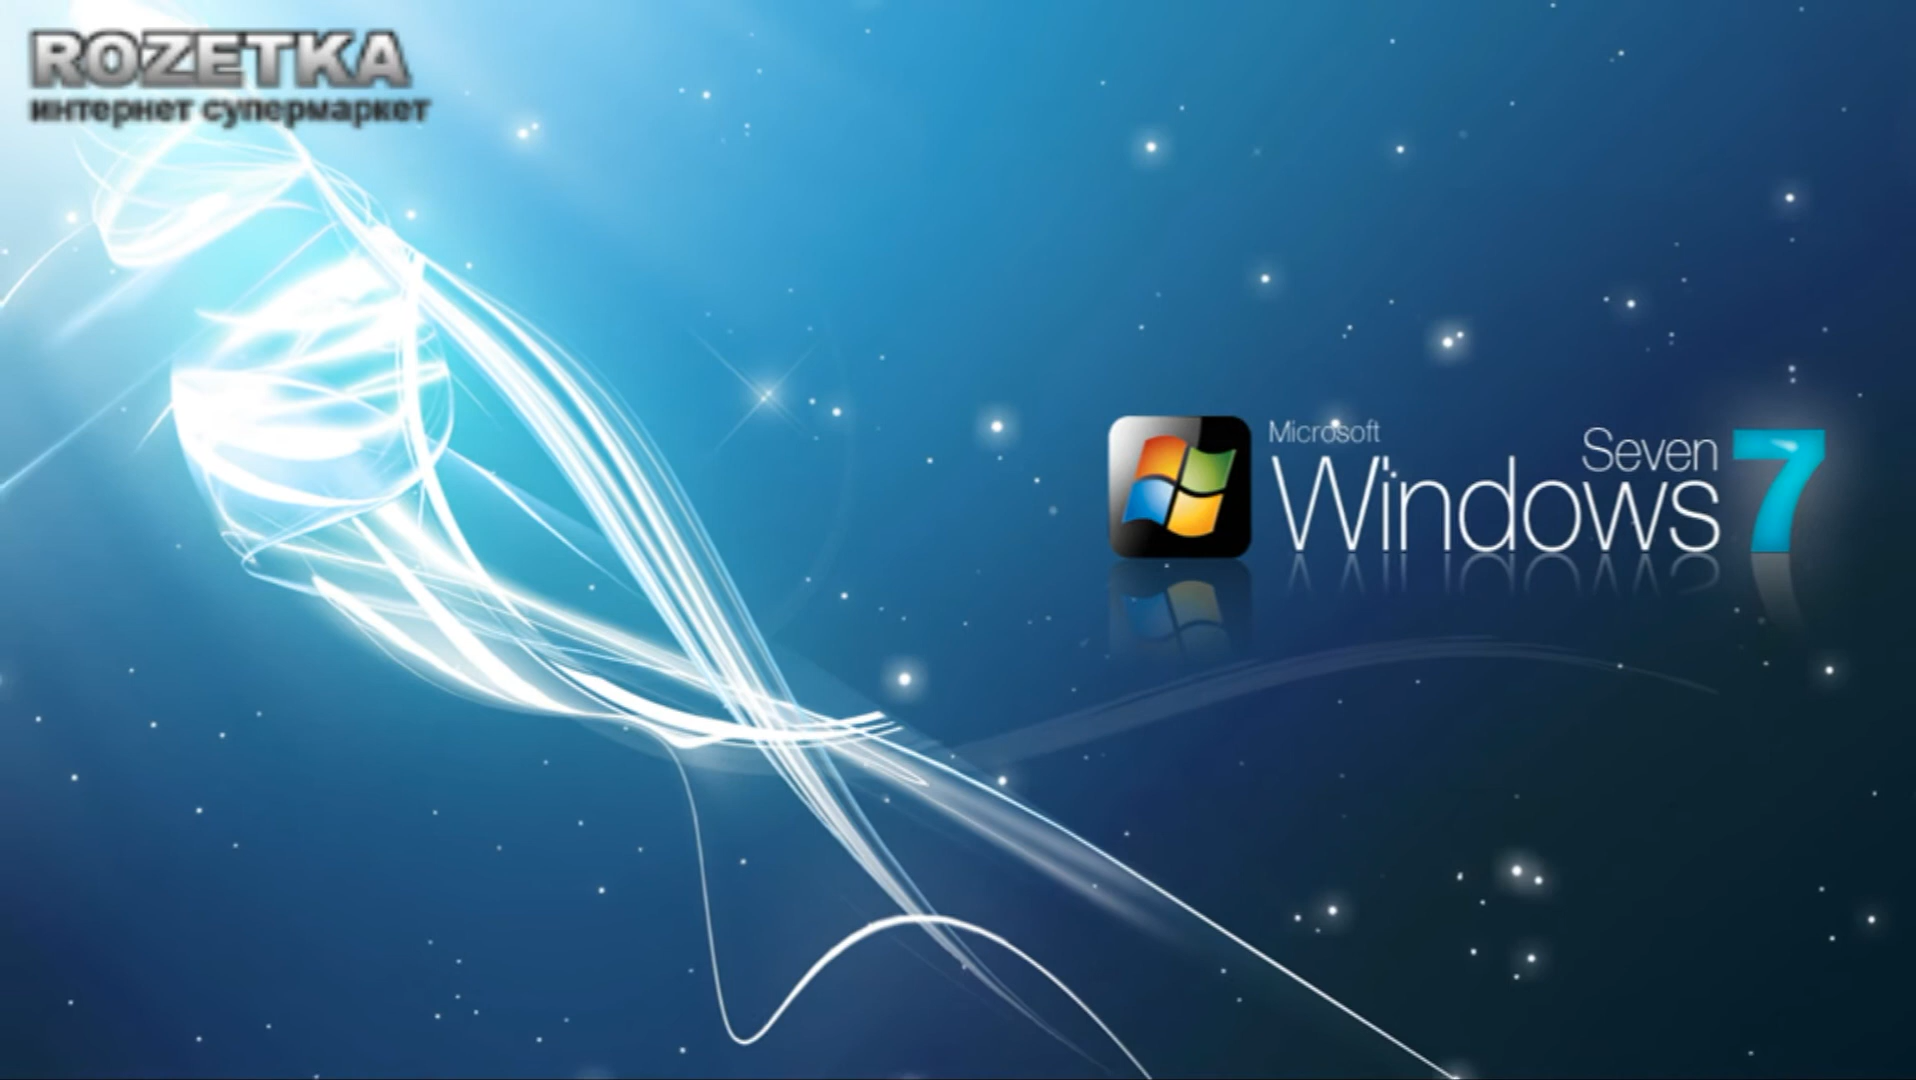 ROZETKA
интернет супермаркет
Microsoft
Seven
Windows 7